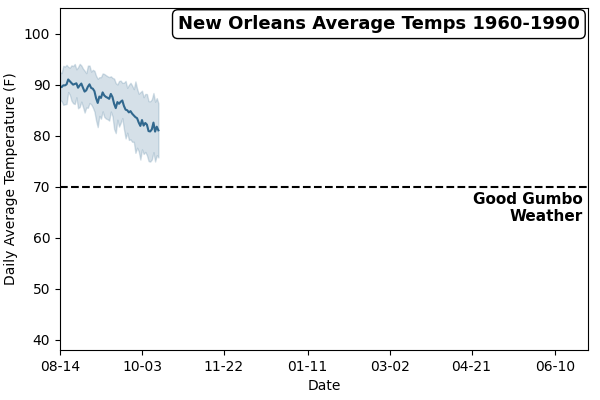 New Orleans Average Temps 1960-1990
Daily Average Temperature (F)
100
90
80
70
60
50
40
Good Gumbo
Weather
08-14
10-03
11-22
01-11
03-02
04-21
06-10
Date